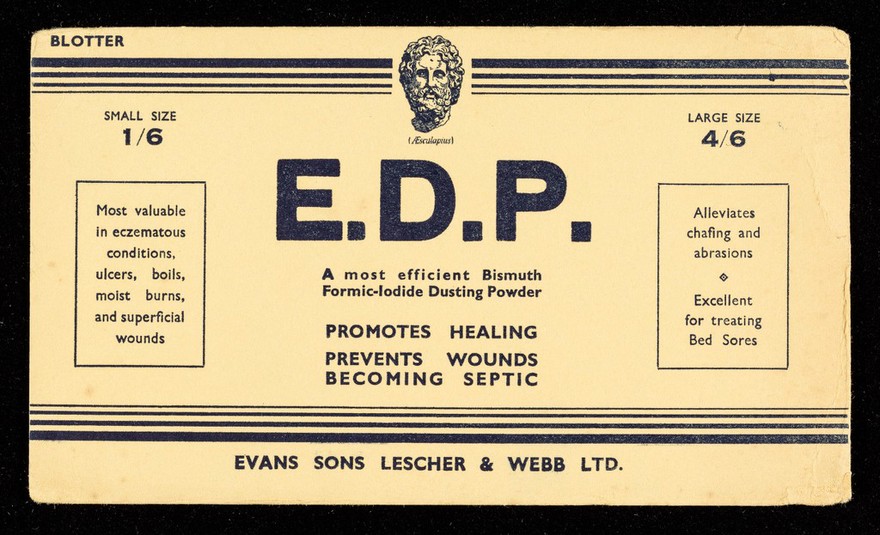 BLOTTER
(Æsculapius)
SMALL SIZE
1/6
LARGE SIZE
4/6
E.D.P.
Most valuable
in eczematous
conditions,
ulcers, boils,
moist burns,
and superficial
wounds
A most efficient Bismuth
Formic-Iodide Dusting Powder
PROMOTES HEALING
PREVENTS WOUNDS
BECOMING SEPTIC
Alleviates
chafing and
abrasions
Excellent
for treating
Bed Sores
EVANS SONS LESCHER & WEBB LTD.